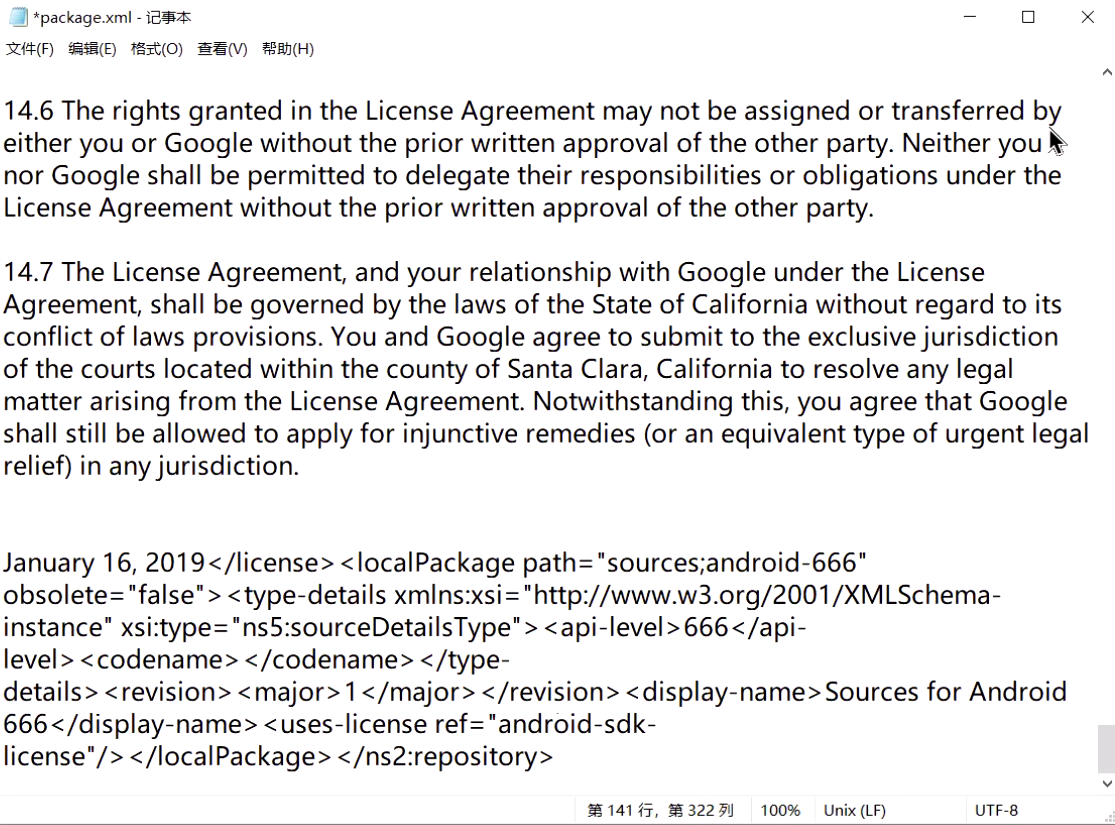 *package.xml - 记事本
文件(F) 编辑(E) 格式(O) 查看(V) 帮助(H)
14.6 The rights granted in the License Agreement may not be assigned or transferred by
either you or Google without the prior written approval of the other party. Neither you
nor Google shall be permitted to delegate their responsibilities or obligations under the
License Agreement without the prior written approval of the other party.
14.7 The License Agreement, and your relationship with Google under the License
Agreement, shall be governed by the laws of the State of California without regard to its
conflict of laws provisions. You and Google agree to submit to the exclusive jurisdiction
of the courts located within the county of Santa Clara, California to resolve any legal
matter arising from the License Agreement. Notwithstanding this, you agree that Google
shall still be allowed to apply for injunctive remedies (or an equivalent type of urgent legal
relief) in any jurisdiction.
January 16, 2019</license><localPackage path="sources;android-666"
obsolete="false"><type-details xmlns:xsi="http://www.w3.org/2001/XMLSchema-
instance" xsi:type="ns5:sourceDetailsType"><api-level>666</api-
level><codename></codename></type-
details><revision><major>1</major></revision><display-name>Sources for Android
666</display-name><uses-license ref="android-sdk-
license"/></localPackage></ns2:repository>
第 141 行，第 322 列 100% Unix (LF) UTF-8